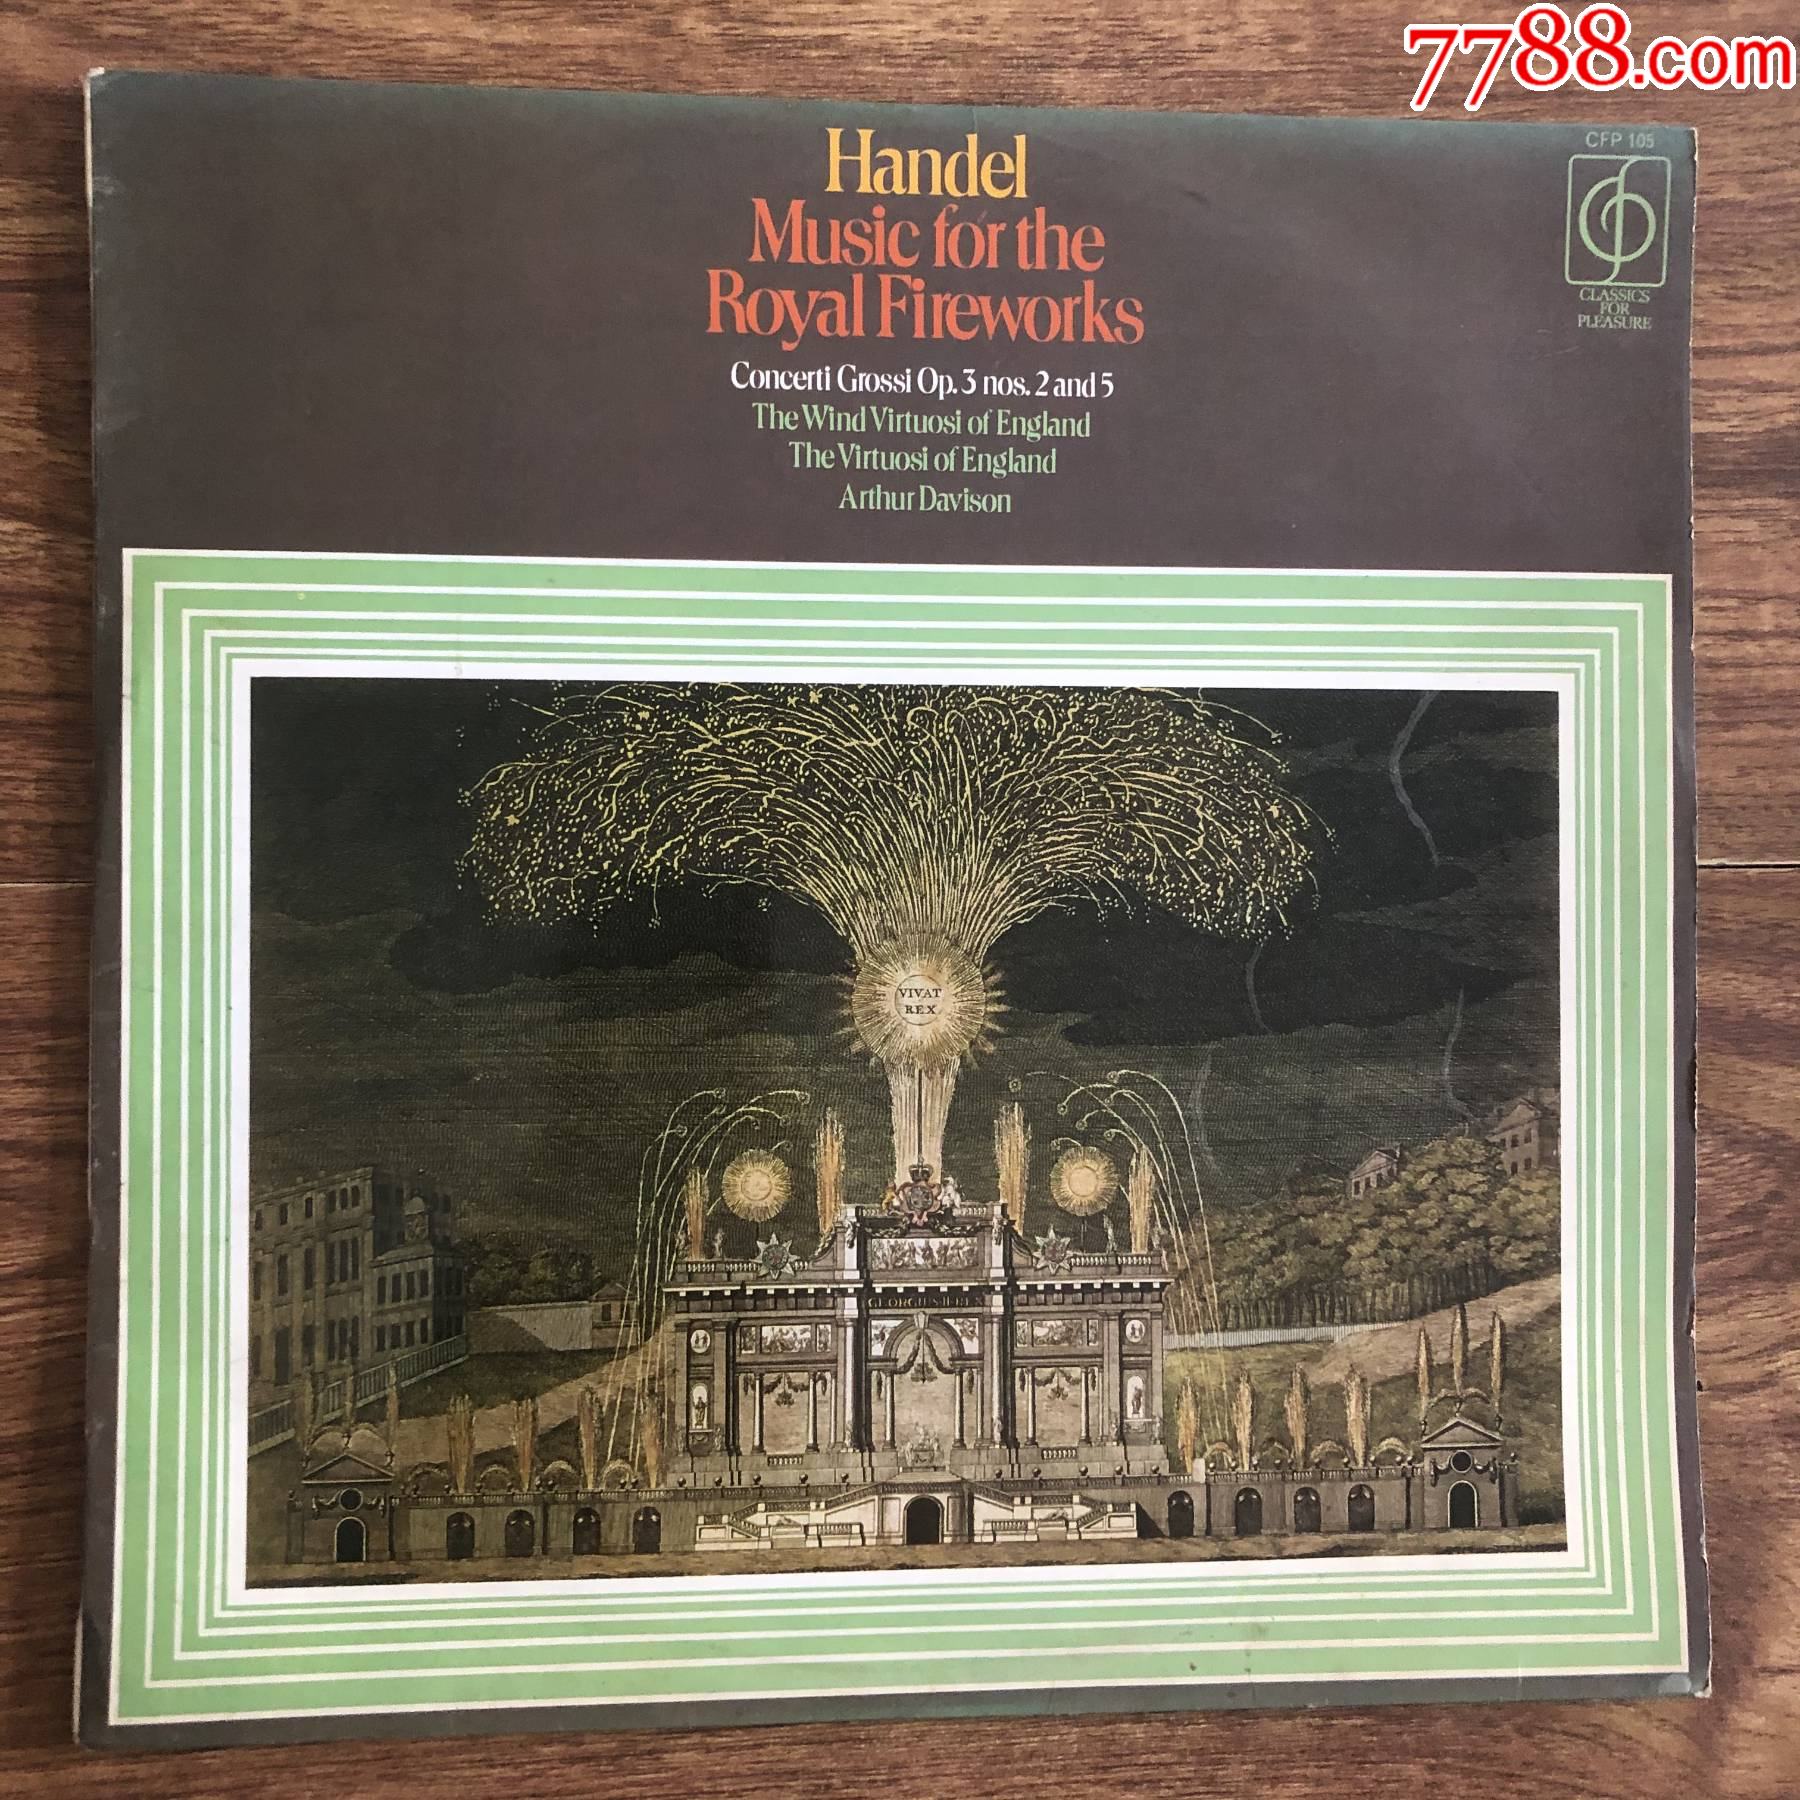 7788.com
CFP 105
CLASSICS
FOR
PLEASURE
Handel
Music for the
Royal Fireworks
Concerti Grossi Op. 3 nos. 2 and 5
The Wind Virtuosi of England
The Virtuosi of England
Arthur Davison
VIVAT
REX